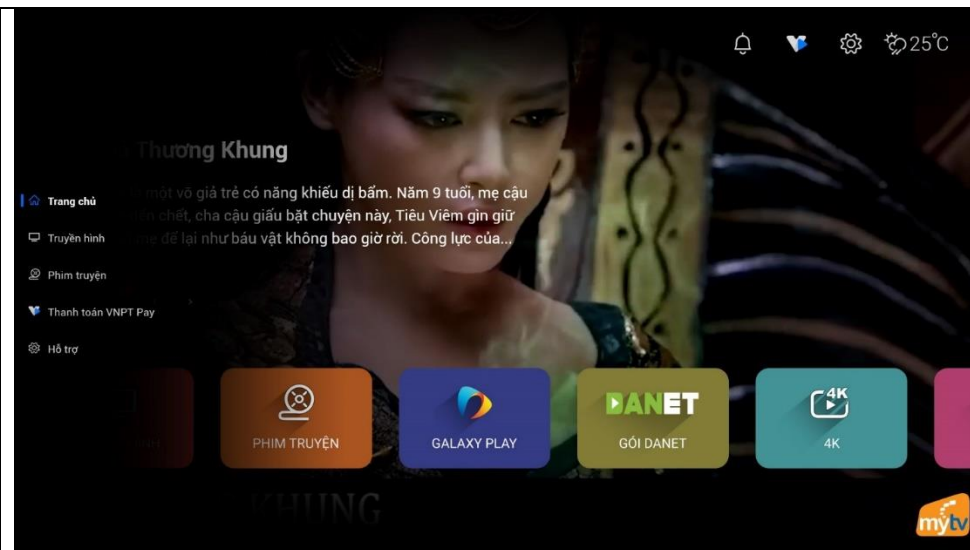 25°C
Thương Khung
một võ giả trẻ có năng khiếu dị bẩm. Năm 9 tuổi, mẹ cậu
chết, cha cậu giấu bặt chuyện này, Tiêu Viêm gìn giữ
để lại như báu vật không bao giờ rời. Công lực của...
Trang chủ
Truyền hình
Phim truyện
Thanh toán VNPT Pay
Hỗ trợ
PHIM TRUYỆN
GALAXY PLAY
DANET
GÓI DANET
4K
4K
KHUNG
mytv